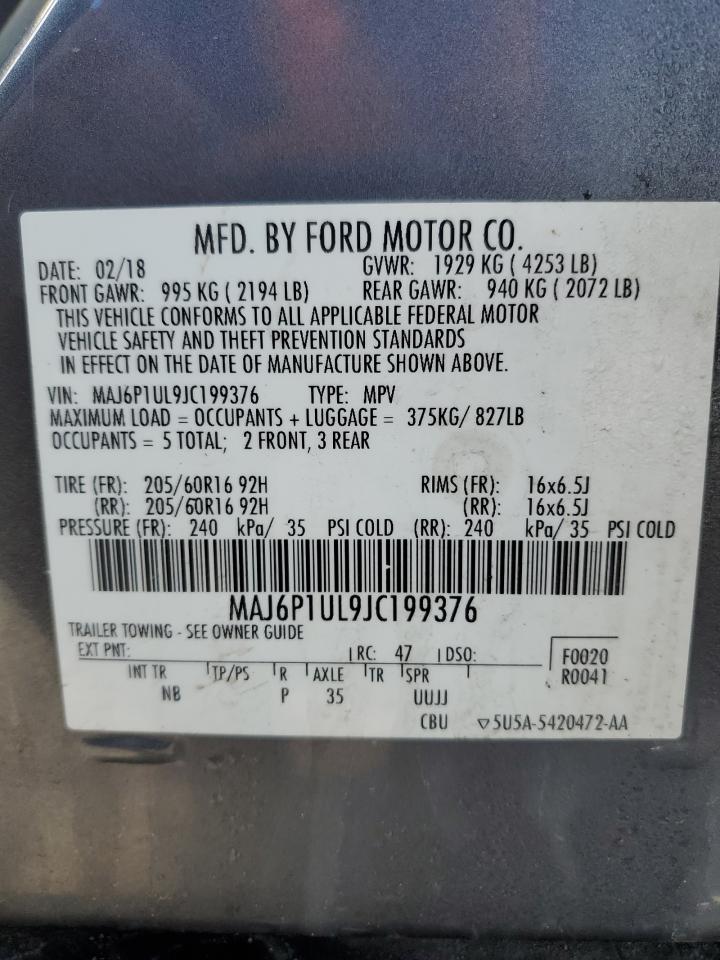 MFD. BY FORD MOTOR CO.
DATE: 02/18 GVWR: 1929 KG ( 4253 LB)
FRONT GAWR: 995 KG ( 2194 LB) REAR GAWR: 940 KG ( 2072 LB)
THIS VEHICLE CONFORMS TO ALL APPLICABLE FEDERAL MOTOR
VEHICLE SAFETY AND THEFT PREVENTION STANDARDS
IN EFFECT ON THE DATE OF MANUFACTURE SHOWN ABOVE.
VIN: MAJ6P1UL9JC199376 TYPE: MPV
MAXIMUM LOAD = OCCUPANTS + LUGGAGE = 375KG/ 827LB
OCCUPANTS = 5 TOTAL; 2 FRONT, 3 REAR
TIRE (FR): 205/60R16 92H RIMS (FR): 16x6.5J
(RR): 205/60R16 92H (RR): 16x6.5J
PRESSURE (FR): 240 kPa/ 35 PSI COLD (RR): 240 kPa/ 35 PSI COLD
MAJ6P1UL9JC199376
TRAILER TOWING - SEE OWNER GUIDE
EXT PNT: RC: 47 DSO: F0020
R0041
INT TR TP/PS R AXLE TR SPR
NB P 35 UUJJ
CBU ▽5U5A-5420472-AA